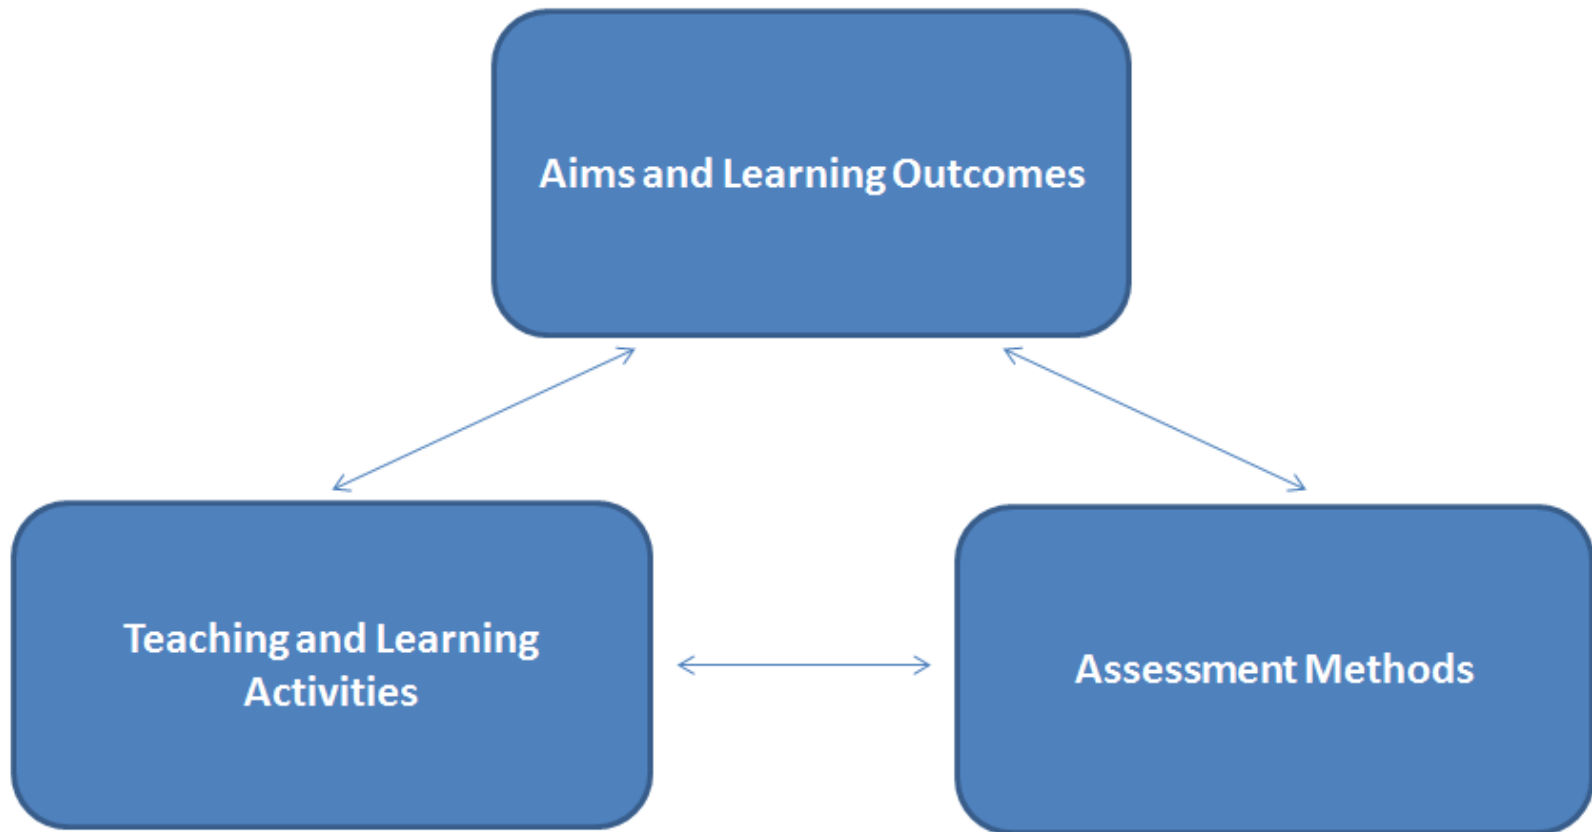 Aims and Learning Outcomes
Teaching and Learning
Activities
Assessment Methods